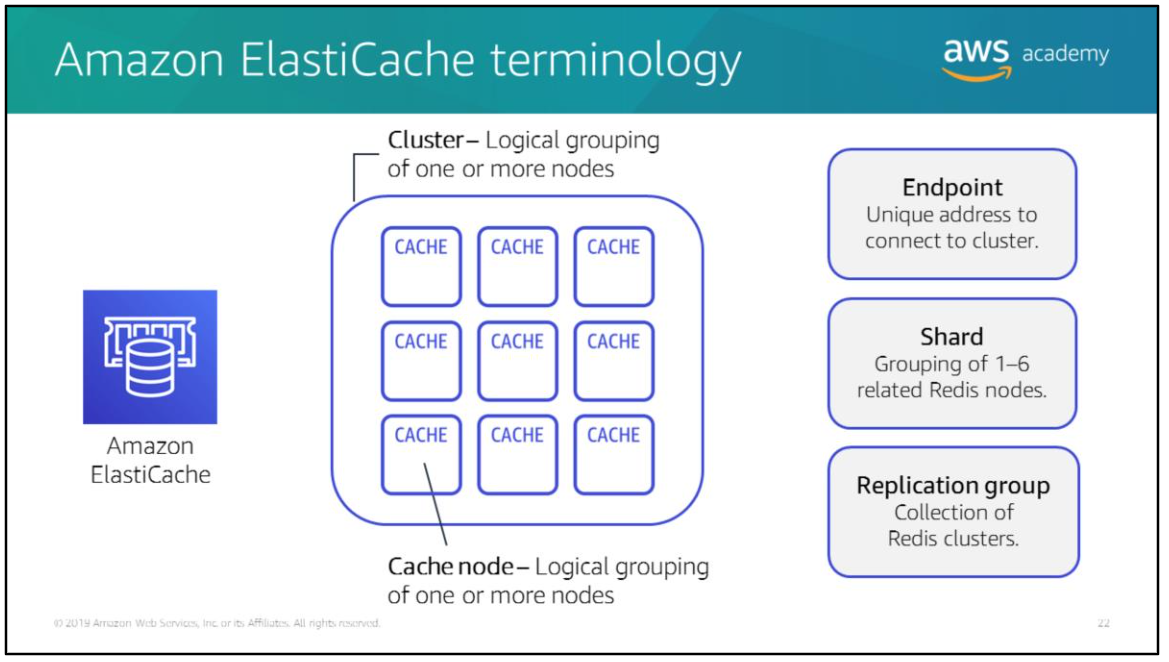 Amazon ElastiCache terminology
aws academy
Cluster – Logical grouping
of one or more nodes
CACHE CACHE CACHE
CACHE CACHE CACHE
CACHE CACHE CACHE
Amazon
ElastiCache
Cache node – Logical grouping
of one or more nodes
Endpoint
Unique address to
connect to cluster.
Shard
Grouping of 1–6
related Redis nodes.
Replication group
Collection of
Redis clusters.
© 2019 Amazon Web Services, Inc. or its Affiliates. All rights reserved.
22